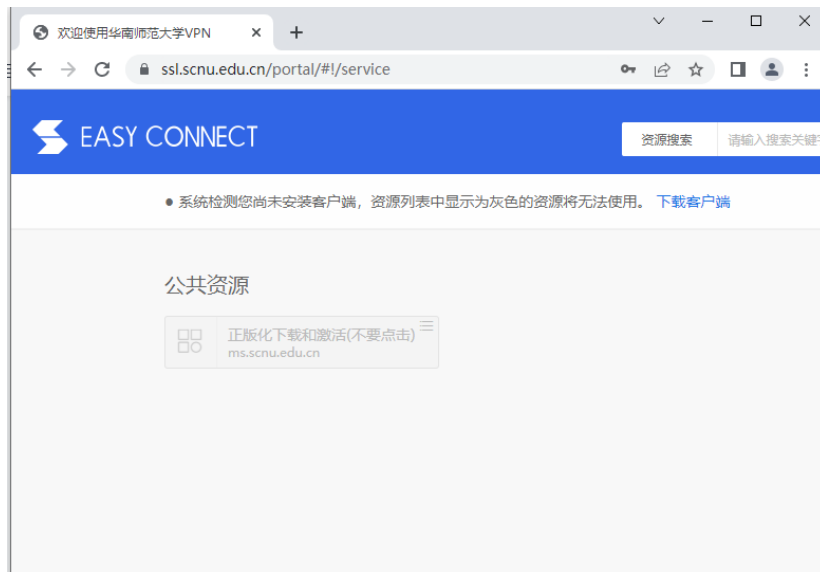 欢迎使用华南师范大学VPN
ssl.scnu.edu.cn/portal/#!/service
EASY CONNECT
资源搜索
请输入搜索关键字
● 系统检测您尚未安装客户端，资源列表中显示为灰色的资源将无法使用。 下载客户端
公共资源
正版化下载和激活(不要点击)
ms.scnu.edu.cn